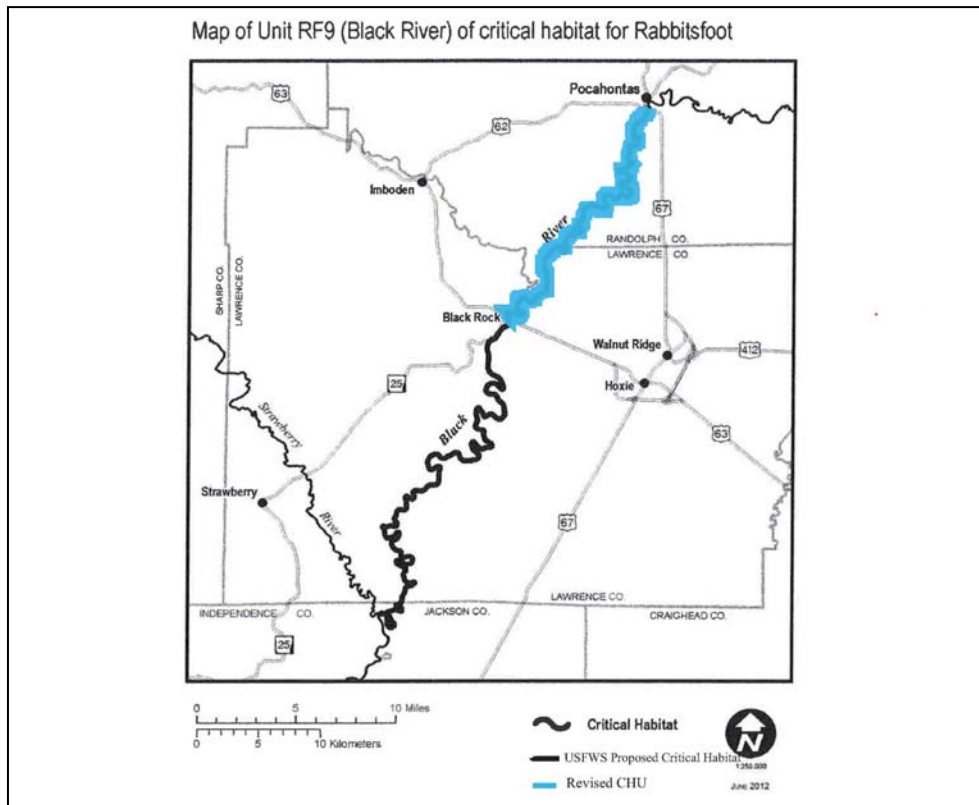 Map of Unit RF9 (Black River) of critical habitat for Rabbitsfoot
Pocahontas
63
62
Imboden
67
River
RANDOLPH CO.
LAWRENCE CO.
SHARP CO.
LAWRENCE CO.
Black Rock
Walnut Ridge
412
25
Hoxie
Strawberry
Black
63
Strawberry
River
67
INDEPENDENCE CO.
JACKSON CO.
LAWRENCE CO.
CRAIGHEAD CO.
25
0 5 10 Miles
0 5 10 Kilometers
Critical Habitat
USFWS Proposed Critical Habitat
Revised CHU
N
June 2012